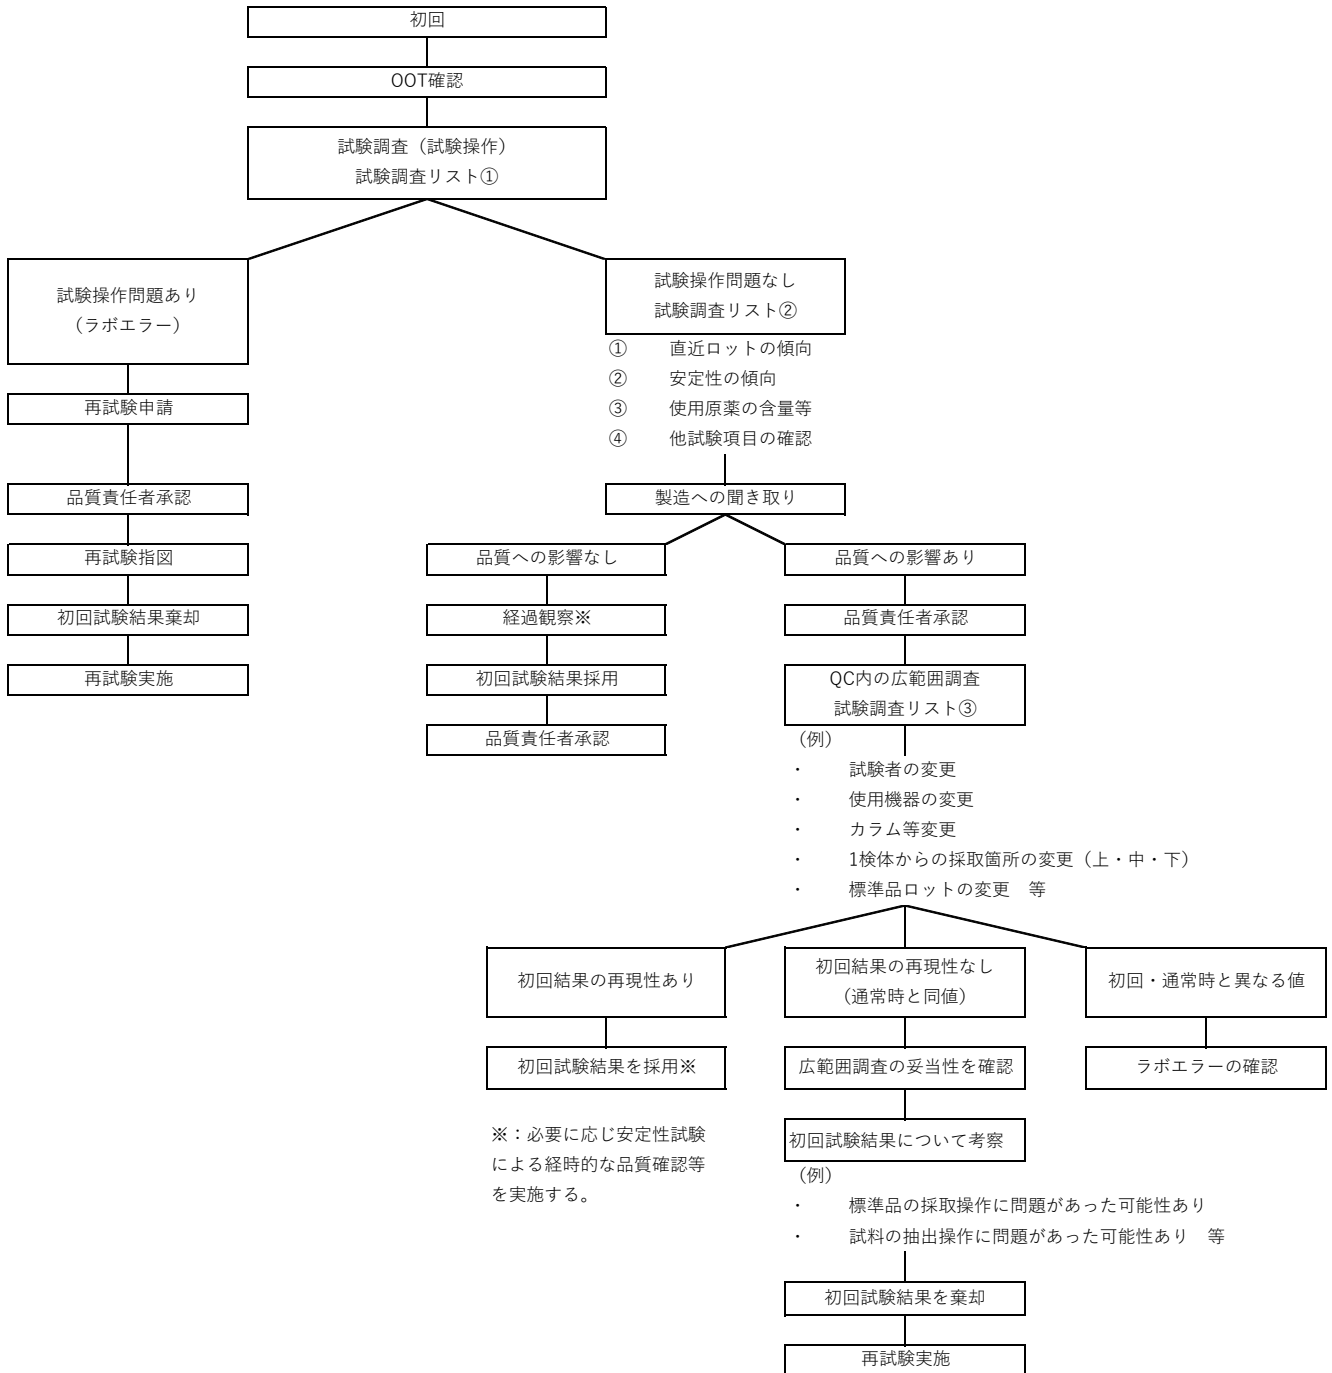 初回
OOT確認
試験調査（試験操作）
試験調査リスト①
試験操作問題あり
（ラボエラー）
再試験申請
品質責任者承認
再試験指図
初回試験結果棄却
再試験実施
試験操作問題なし
試験調査リスト②
① 直近ロットの傾向
② 安定性の傾向
③ 使用原薬の含量等
④ 他試験項目の確認
製造への聞き取り
品質への影響なし
経過観察※
初回試験結果採用
品質責任者承認
品質への影響あり
品質責任者承認
QC内の広範囲調査
試験調査リスト③
（例）
・ 試験者の変更
・ 使用機器の変更
・ カラム等変更
・ 1検体からの採取箇所の変更（上・中・下）
・ 標準品ロットの変更　等
初回結果の再現性あり
初回試験結果を採用※
※：必要に応じ安定性試験
による経時的な品質確認等
を実施する。
初回結果の再現性なし
（通常時と同値）
広範囲調査の妥当性を確認
初回試験結果について考察
（例）
・ 標準品の採取操作に問題があった可能性あり
・ 試料の抽出操作に問題があった可能性あり　等
初回試験結果を棄却
再試験実施
初回・通常時と異なる値
ラボエラーの確認